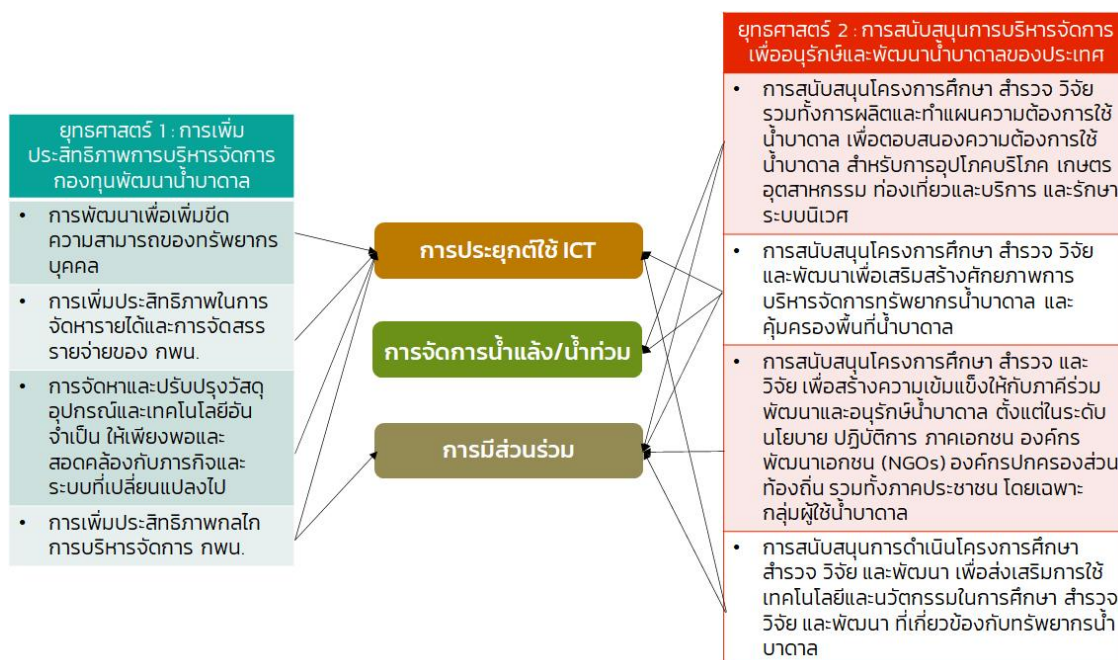 ยุทธศาสตร์ 1 : การเพิ่ม
ประสิทธิภาพการบริหารจัดการ
กองทุนพัฒนาน้ำบาดาล
• การพัฒนาเพื่อเพิ่มขีด
ความสามารถของทรัพยากร
บุคคล
• การเพิ่มประสิทธิภาพในการ
จัดหารายได้และการจัดสรร
รายจ่ายของ กพน.
• การจัดหาและปรับปรุงวัสดุ
อุปกรณ์และเทคโนโลยีอัน
จำเป็น ให้เพียงพอและ
สอดคล้องกับภารกิจและ
ระบบที่เปลี่ยนแปลงไป
• การเพิ่มประสิทธิภาพกลไก
การบริหารจัดการ กพน.
การประยุกต์ใช้ ICT
การจัดการน้ำแล้ง/น้ำท่วม
การมีส่วนร่วม
ยุทธศาสตร์ 2 : การสนับสนุนการบริหารจัดการ
เพื่ออนุรักษ์และพัฒนาน้ำบาดาลของประเทศ
• การสนับสนุนโครงการศึกษา สำรวจ วิจัย
รวมทั้งการผลิตและทำแผนความต้องการใช้
น้ำบาดาล เพื่อตอบสนองความต้องการใช้
น้ำบาดาล สำหรับการอุปโภคบริโภค เกษตร
อุตสาหกรรม ท่องเที่ยวและบริการ และรักษา
ระบบนิเวศ
• การสนับสนุนโครงการศึกษา สำรวจ วิจัย
และพัฒนาเพื่อเสริมสร้างศักยภาพการ
บริหารจัดการทรัพยากรน้ำบาดาล และ
คุ้มครองพื้นที่น้ำบาดาล
• การสนับสนุนโครงการศึกษา สำรวจ และ
วิจัย เพื่อสร้างความเข้มแข็งให้กับภาคีร่วม
พัฒนาและอนุรักษ์น้ำบาดาล ตั้งแต่ในระดับ
นโยบาย ปฏิบัติการ ภาคเอกชน องค์กร
พัฒนาเอกชน (NGOs) องค์กรปกครองส่วน
ท้องถิ่น รวมทั้งภาคประชาชน โดยเฉพาะ
กลุ่มผู้ใช้น้ำบาดาล
• การสนับสนุนการดำเนินโครงการศึกษา
สำรวจ วิจัย และพัฒนา เพื่อส่งเสริมการใช้
เทคโนโลยีและนวัตกรรมในการศึกษา สำรวจ
วิจัย และพัฒนา ที่เกี่ยวข้องกับทรัพยากรน้ำ
บาดาล